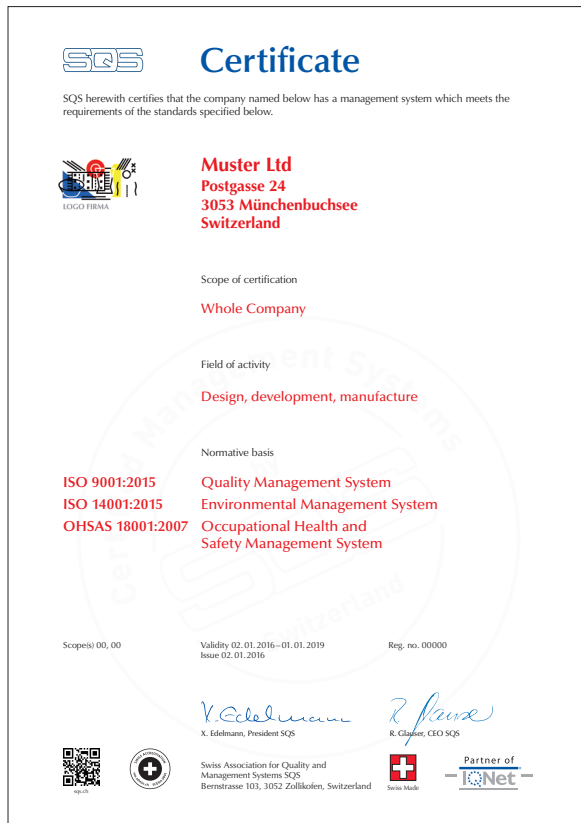 SQS
Certificate
SQS herewith certifies that the company named below has a management system which meets the
requirements of the standards specified below.
LOGO FIRMA
Muster Ltd
Postgasse 24
3053 Münchenbuchsee
Switzerland
Scope of certification
Whole Company
Field of activity
Design, development, manufacture
Normative basis
ISO 9001:2015 Quality Management System
ISO 14001:2015 Environmental Management System
OHSAS 18001:2007 Occupational Health and
Safety Management System
Certified Management Systems
Switzerland
Scope(s) 00, 00 Validity 02.01.2016–01.01.2019 Reg. no. 00000
Issue 02.01.2016
X. Edelmann
X. Edelmann, President SQS R. Glauser, CEO SQS
sqs.ch
Swiss Association for Quality and
Management Systems SQS
Bernstrasse 103, 3052 Zollikofen, Switzerland
Swiss Made
Partner of
IQNet